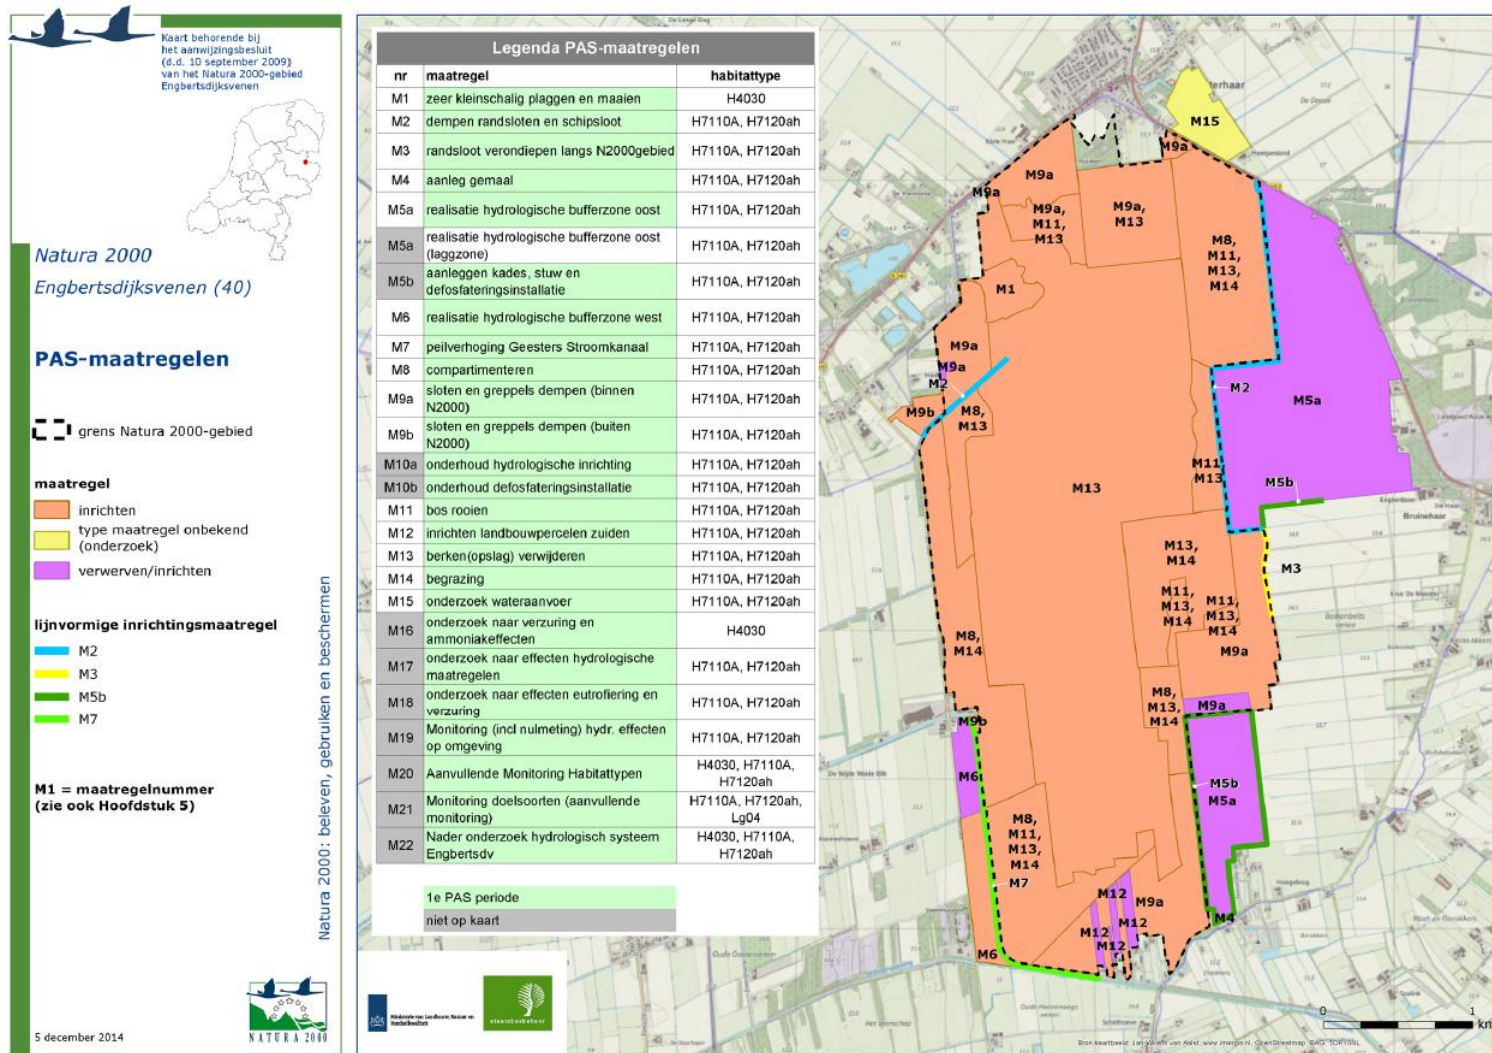 Kaart behorende bij
het aanwijzingsbesluit
(d.d. 10 september 2009)
van het Natura 2000-gebied
Engbertsdijksvenen
Natura 2000
Engbertsdijksvenen (40)
PAS-maatregelen
grens Natura 2000-gebied
maatregel
inrichten
type maatregel onbekend
(onderzoek)
verwerven/inrichten
lijnvormige inrichtingsmaatregel
M2
M3
M5b
M7
M1 = maatregelnummer
(zie ook Hoofdstuk 5)
5 december 2014
NATURA 2000
Natura 2000: beleven, gebruiken en beschermen
Legenda PAS-maatregelen
nr maatregel habitattype
M1 zeer kleinschalig plaggen en maaien H4030
M2 dempen randsloten en schipsloot H7110A, H7120ah
M3 randsloot verondiepen langs N2000gebied H7110A, H7120ah
M4 aanleg gemaal H7110A, H7120ah
M5a realisatie hydrologische bufferzone oost H7110A, H7120ah
M5a realisatie hydrologische bufferzone oost
(laggzone) H7110A, H7120ah
M5b aanleggen kades, stuw en
defosfateringsinstallatie H7110A, H7120ah
M6 realisatie hydrologische bufferzone west H7110A, H7120ah
M7 peilverhoging Geesters Stroomkanaal H7110A, H7120ah
M8 compartimenteren H7110A, H7120ah
M9a sloten en greppels dempen (binnen
N2000) H7110A, H7120ah
M9b sloten en greppels dempen (buiten
N2000) H7110A, H7120ah
M10a onderhoud hydrologische inrichting H7110A, H7120ah
M10b onderhoud defosfateringsinstallatie H7110A, H7120ah
M11 bos rooien H7110A, H7120ah
M12 inrichten landbouwpercelen zuiden H7110A, H7120ah
M13 berken(opslag) verwijderen H7110A, H7120ah
M14 begrazing H7110A, H7120ah
M15 onderzoek wateraanvoer H7110A, H7120ah
M16 onderzoek naar verzuring en
ammoniakeffecten H4030
M17 onderzoek naar effecten hydrologische
maatregelen H7110A, H7120ah
M18 onderzoek naar effecten eutrofiering en
verzuring H7110A, H7120ah
M19 Monitoring (incl nulmeting) hydr. effecten
op omgeving H7110A, H7120ah
M20 Aanvullende Monitoring Habitattypen H4030, H7110A,
H7120ah
M21 Monitoring doelsoorten (aanvullende
monitoring) H7110A, H7120ah,
Lg04
M22 Nader onderzoek hydrologisch systeem
Engbertsdv H4030, H7110A,
H7120ah
1e PAS periode
niet op kaart
staatsbosbeheer
terhaar
M15
M9a
M9a
M9a
M9a,
M11,
M13
M9a,
M13
M8,
M11,
M13,
M14
M1
M9a
M9a
M2
M9b
M8,
M13
M2
M5a
M13
M11
M13
M5b
Bruinehaar
M3
M13,
M14
M11,
M13,
M14
M11,
M13,
M14
M9a
M8,
M14
M8,
M13,
M14
M9a
M9b
M6
M5b
M5a
M8,
M11,
M13,
M14
M7
M12
M9a
M12
M12
M12
M4
M6
0 1
km